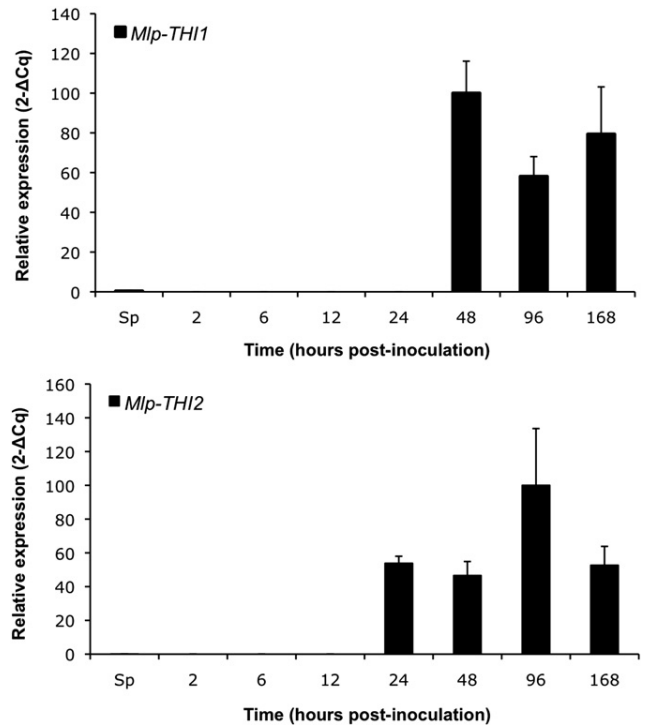 140
120
100
80
60
40
20
0
Relative expression (2-ΔCq)
Mlp-THI1
Sp 2 6 12 24 48 96 168
Time (hours post-inoculation)
160
140
120
100
80
60
40
20
0
Relative expression (2-ΔCq)
Mlp-THI2
Sp 2 6 12 24 48 96 168
Time (hours post-inoculation)